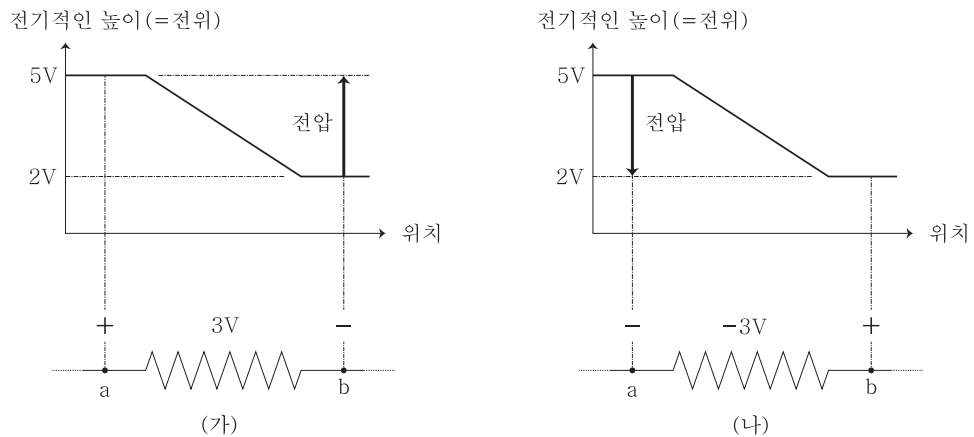 전기적인 높이(=전위)
5V
전압
2V
위치
+ 3V −
a b
(가)
전기적인 높이(=전위)
5V
전압
2V
위치
− −3V +
a b
(나)